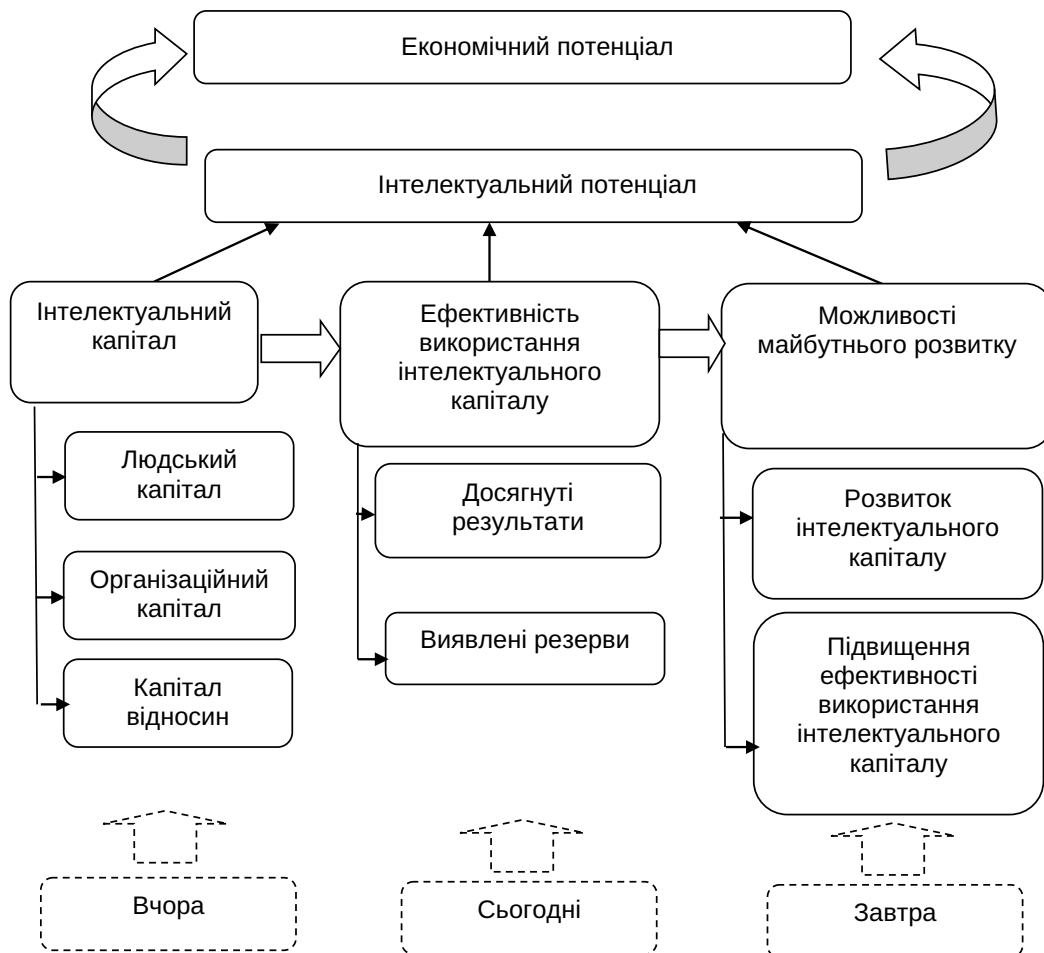 Економічний потенціал
Інтелектуальний потенціал
Інтелектуальний
капітал
Ефективність
використання
інтелектуального
капіталу
Можливості
майбутнього розвитку
Людський
капітал
Організаційний
капітал
Капітал
відносин
Досягнуті
результати
Виявлені резерви
Розвиток
інтелектуального
капіталу
Підвищення
ефективності
використання
інтелектуального
капіталу
Вчора
Сьогодні
Завтра